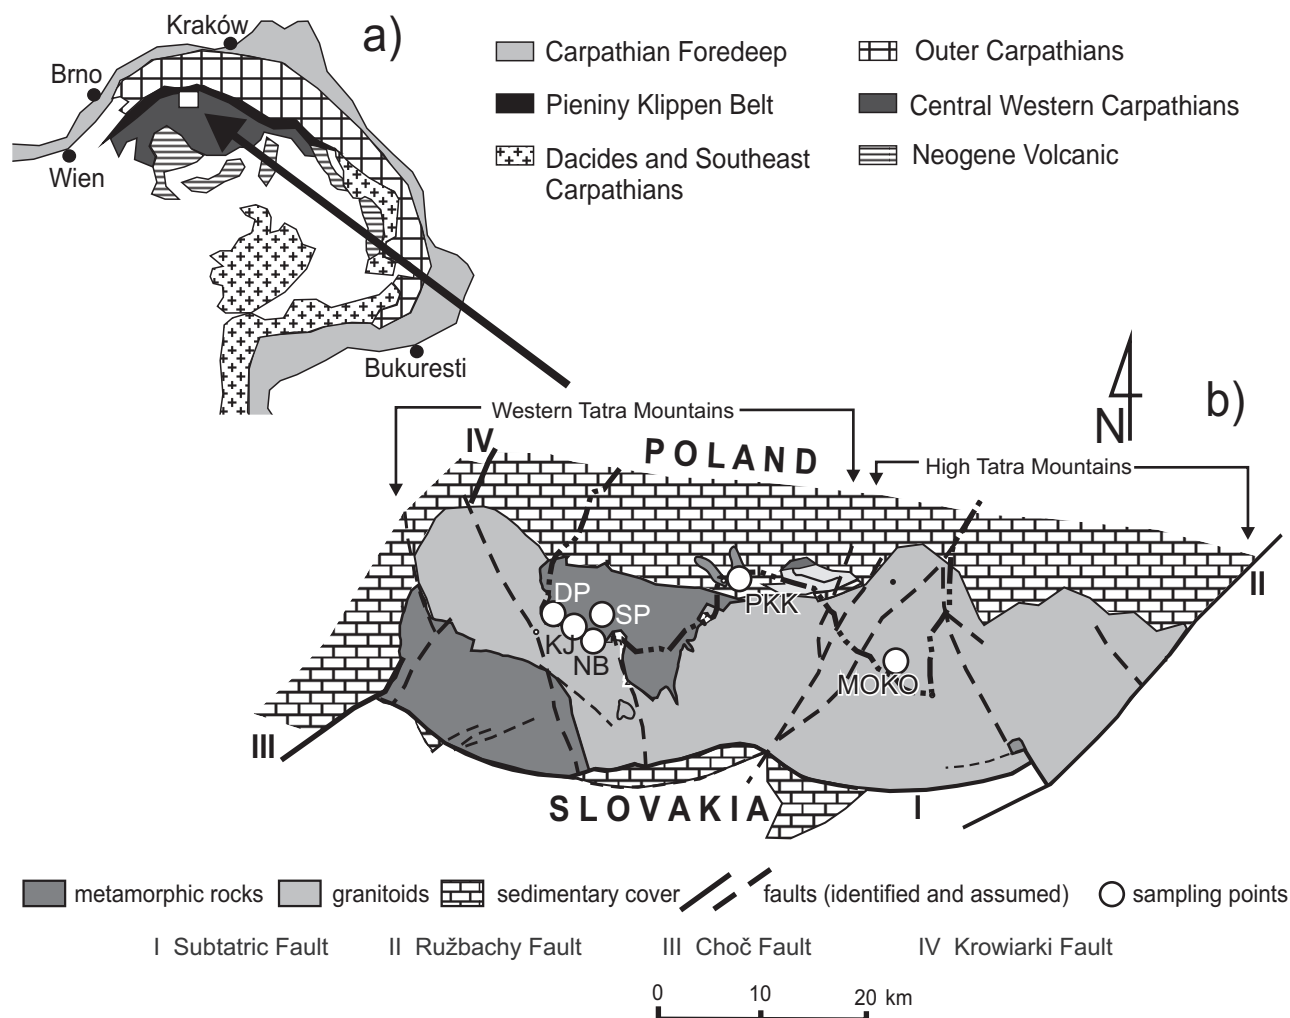 a)
Kraków
Brno
Wien
Bukuresti
Carpathian Foredeep
Outer Carpathians
Pieniny Klippen Belt
Central Western Carpathians
Dacides and Southeast
Carpathians
Neogene Volcanic
b)
N
Western Tatra Mountains
High Tatra Mountains
IV
POLAND
II
DP
SP
PKK
KJ
NB
MOKO
III
SLOVAKIA
I
metamorphic rocks
granitoids
sedimentary cover
faults (identified and assumed)
sampling points
I Subtatric Fault
II Ružbachy Fault
III Choč Fault
IV Krowiarki Fault
0 10 20 km